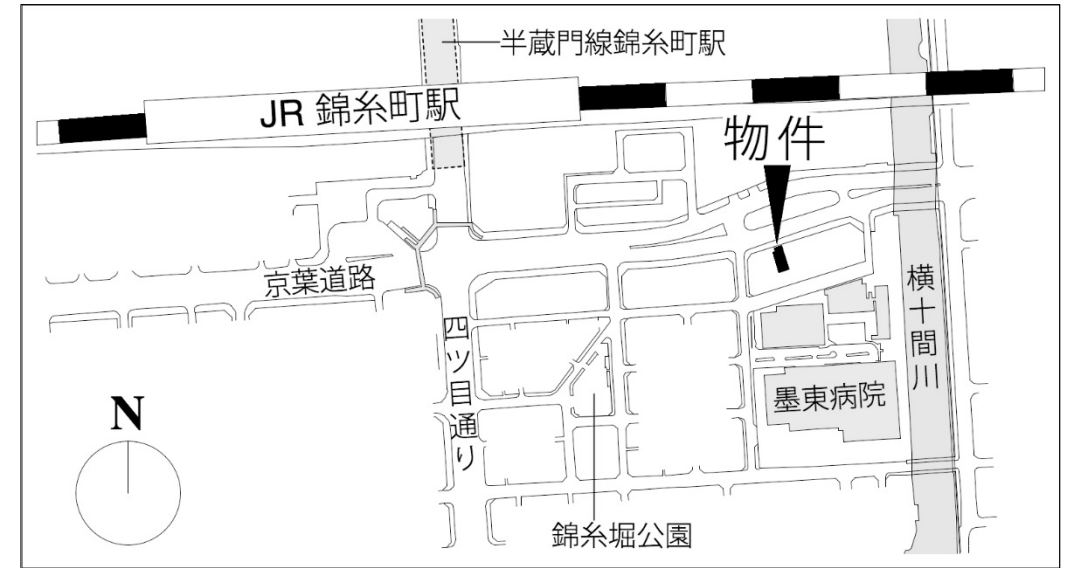 半蔵門線錦糸町駅
JR 錦糸町駅
物件
京葉道路
四ツ目通り
横十間川
墨東病院
N
錦糸堀公園